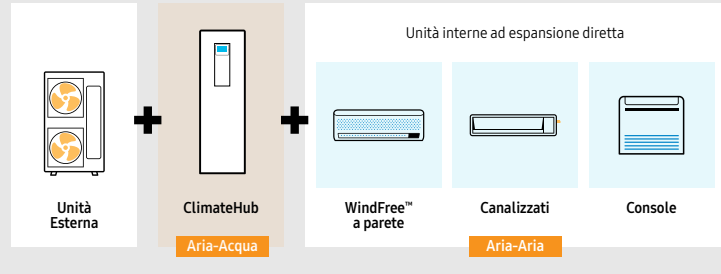 Unità interne ad espansione diretta
Unità
Esterna
ClimateHub
WindFree™
a parete
Canalizzati
Console
Aria-Acqua
Aria-Aria